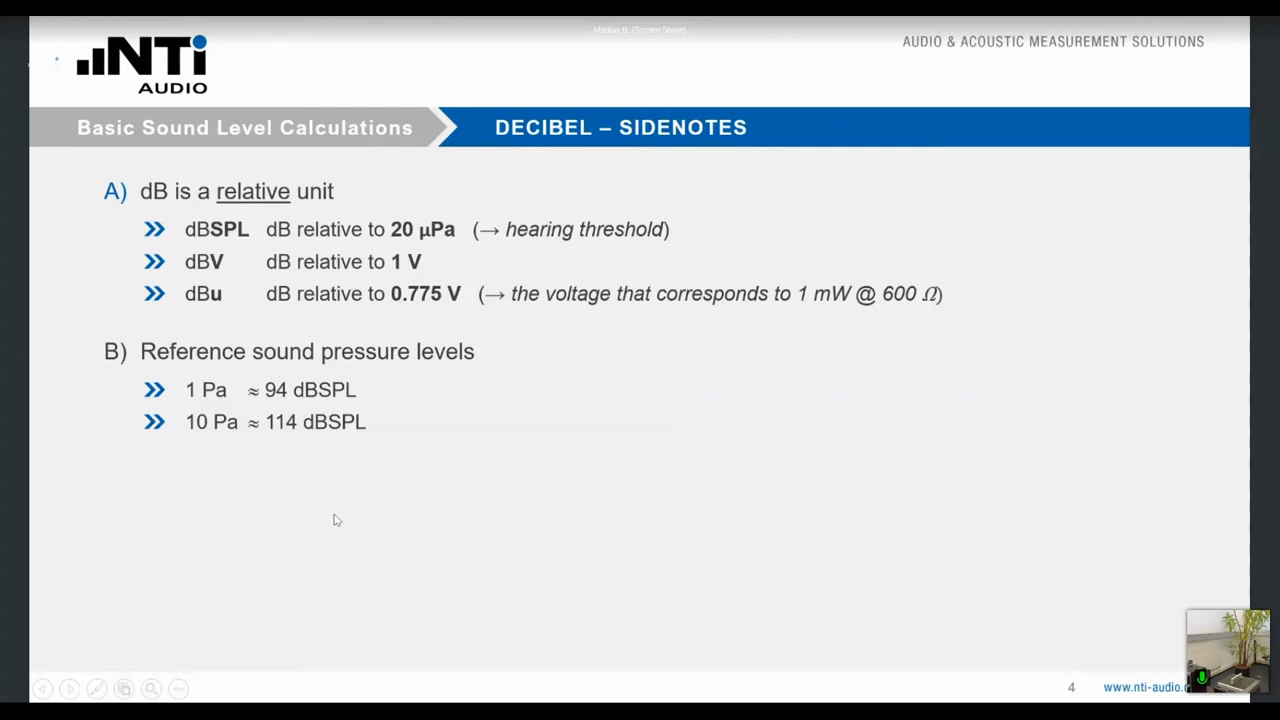 Markus B. (Screen Share)
NTi
AUDIO
AUDIO & ACOUSTIC MEASUREMENT SOLUTIONS
Basic Sound Level Calculations
DECIBEL – SIDENOTES
A) dB is a relative unit
dBSPL dB relative to 20 µPa (→ hearing threshold)
dBV dB relative to 1 V
dBu dB relative to 0.775 V (→ the voltage that corresponds to 1 mW @ 600 Ω)
B) Reference sound pressure levels
1 Pa ≈ 94 dBSPL
10 Pa ≈ 114 dBSPL
4
www.nti-audio.c